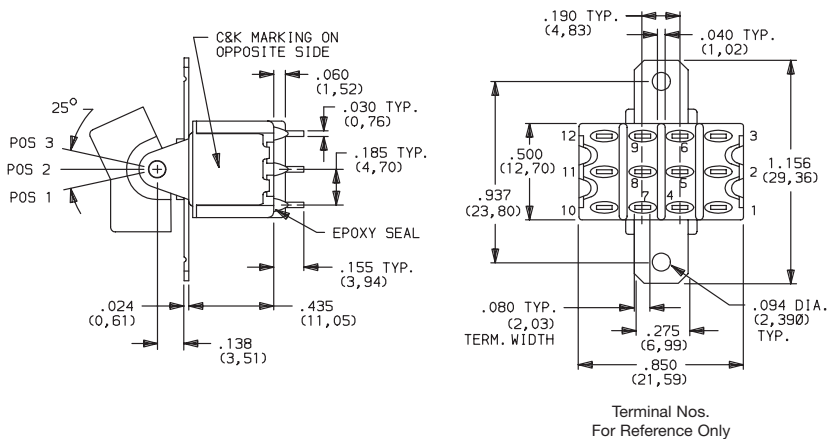 C&K MARKING ON
OPPOSITE SIDE
.060
(1,52)
.030 TYP.
(0,76)
25°
POS 3
POS 2
POS 1
.185 TYP.
(4,70)
EPOXY SEAL
.155 TYP.
(3,94)
.024
(0,61)
.435
(11,05)
.138
(3,51)
.190 TYP.
(4,83)
.040 TYP.
(1,02)
12
9
6
3
.500
(12,70)
11
8
5
2
1.156
(29,36)
.937
(23,80)
10
7
4
1
.080 TYP.
(2,03)
TERM. WIDTH
.275
(6,99)
.094 DIA.
(2,390)
TYP.
.850
(21,59)
Terminal Nos.
For Reference Only